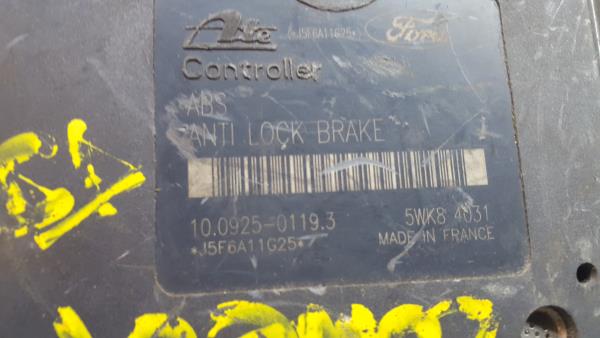 Ate *J5F6A11G25* Ford
Controller
ABS
ANTI LOCK BRAKE
10.0925-0119.3 5WK8 4031
*J5F6A11G25* MADE IN FRANCE